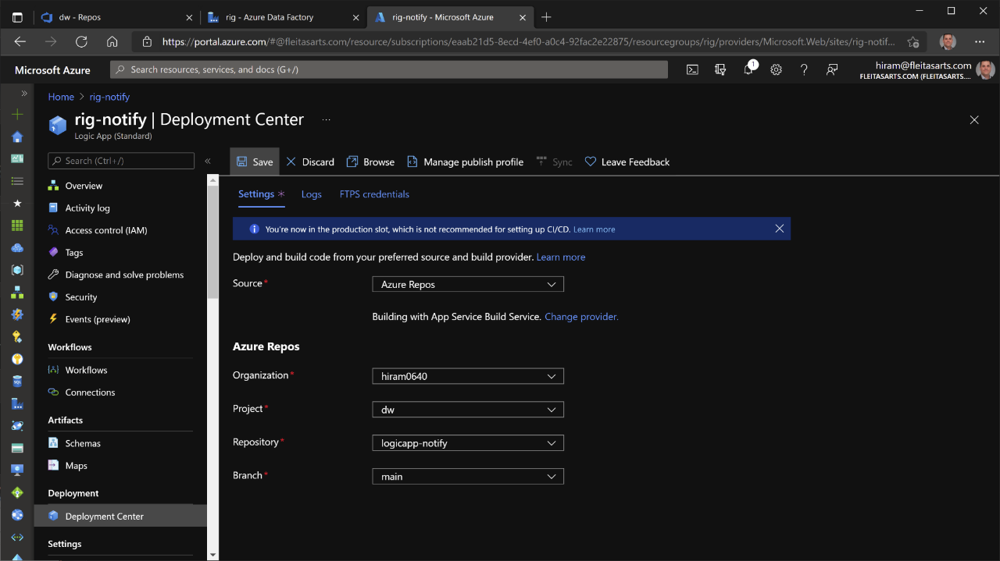 dw - Repos
rig - Azure Data Factory
rig-notify - Microsoft Azure
https://portal.azure.com/#@fleitasarts.com/resource/subscriptions/eaab21d5-8ecd-4ef0-a0c4-92fac2e22875/resourcegroups/rig/providers/Microsoft.Web/sites/rig-notif...
Microsoft Azure
Search resources, services, and docs (G+/)
1
hiram@fleitasarts.com
FLEITASARTS.COM (FLEITASARTS....
Home > rig-notify
rig-notify | Deployment Center ...
Logic App (Standard)
Search (Ctrl+/)
Overview
Activity log
Access control (IAM)
Tags
Diagnose and solve problems
Security
Events (preview)
Workflows
Workflows
Connections
Artifacts
Schemas
Maps
Deployment
Deployment Center
Settings
Save
Discard
Browse
Manage publish profile
Sync
Leave Feedback
Settings *
Logs
FTPS credentials
You're now in the production slot, which is not recommended for setting up CI/CD. Learn more
Deploy and build code from your preferred source and build provider. Learn more
Source *
Azure Repos
Building with App Service Build Service. Change provider.
Azure Repos
Organization *
hiram0640
Project *
dw
Repository *
logicapp-notify
Branch *
main